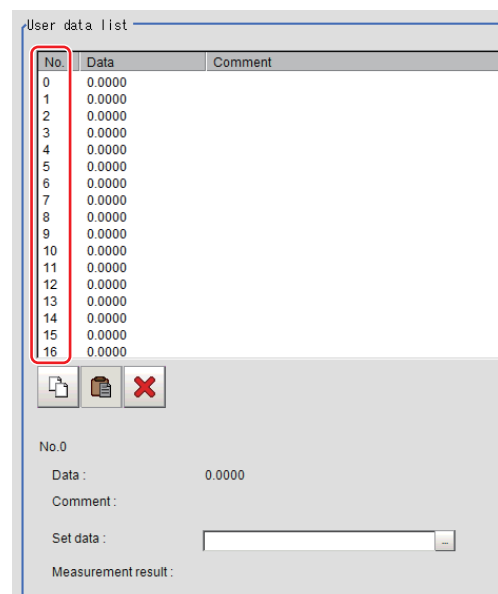 User data list
No. Data Comment
0 0.0000
1 0.0000
2 0.0000
3 0.0000
4 0.0000
5 0.0000
6 0.0000
7 0.0000
8 0.0000
9 0.0000
10 0.0000
11 0.0000
12 0.0000
13 0.0000
14 0.0000
15 0.0000
16 0.0000
No.0
Data : 0.0000
Comment :
Set data : ...
Measurement result :